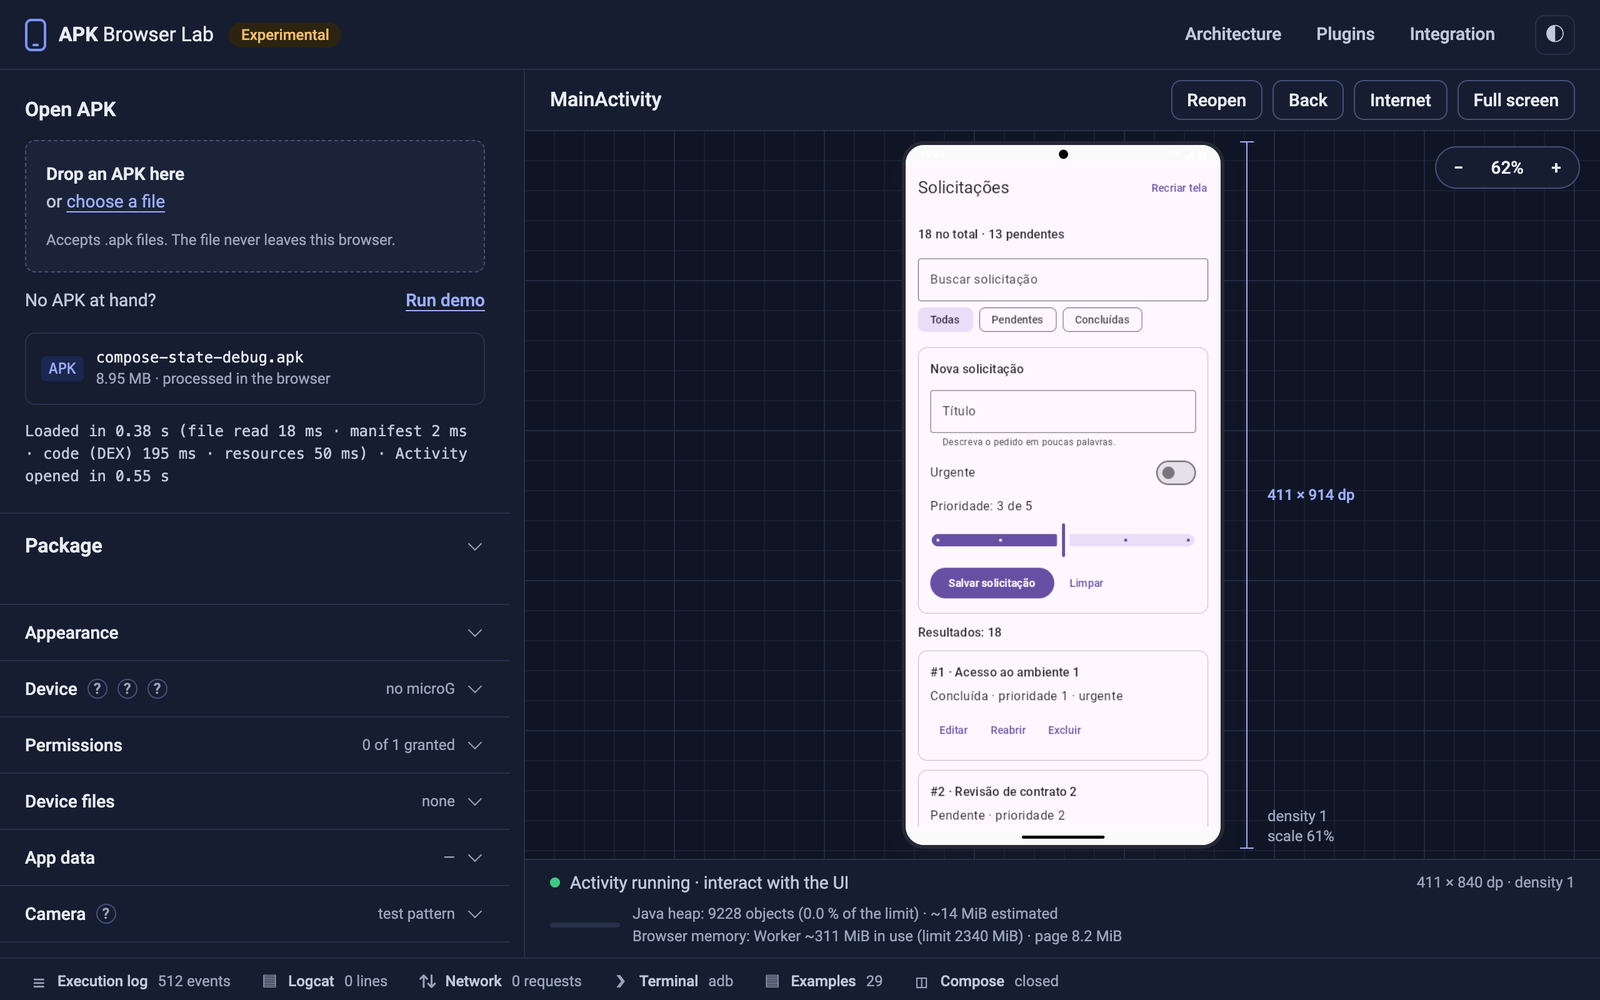 APK Browser Lab Experimental
Architecture Plugins Integration
Open APK
Drop an APK here
or choose a file
Accepts .apk files. The file never leaves this browser.
No APK at hand? Run demo
APK
compose-state-debug.apk
8.95 MB · processed in the browser
Loaded in 0.38 s (file read 18 ms · manifest 2 ms
· code (DEX) 195 ms · resources 50 ms) · Activity
opened in 0.55 s
Package
Appearance
Device ? ? ? no microG
Permissions 0 of 1 granted
Device files none
App data –
Camera ? test pattern
MainActivity
Reopen Back Internet Full screen
− 62% +
Solicitações Recriar tela
18 no total · 13 pendentes
Buscar solicitação
Todas Pendentes Concluídas
Nova solicitação
Título
Descreva o pedido em poucas palavras.
Urgente
Prioridade: 3 de 5
Salvar solicitação Limpar
Resultados: 18
#1 · Acesso ao ambiente 1
Concluída · prioridade 1 · urgente
Editar Reabrir Excluir
#2 · Revisão de contrato 2
Pendente · prioridade 2
411 × 914 dp
density 1
scale 61%
Activity running · interact with the UI 411 × 840 dp · density 1
Java heap: 9228 objects (0.0 % of the limit) · ~14 MiB estimated
Browser memory: Worker ~311 MiB in use (limit 2340 MiB) · page 8.2 MiB
Execution log 512 events Logcat 0 lines Network 0 requests Terminal adb Examples 29 Compose closed